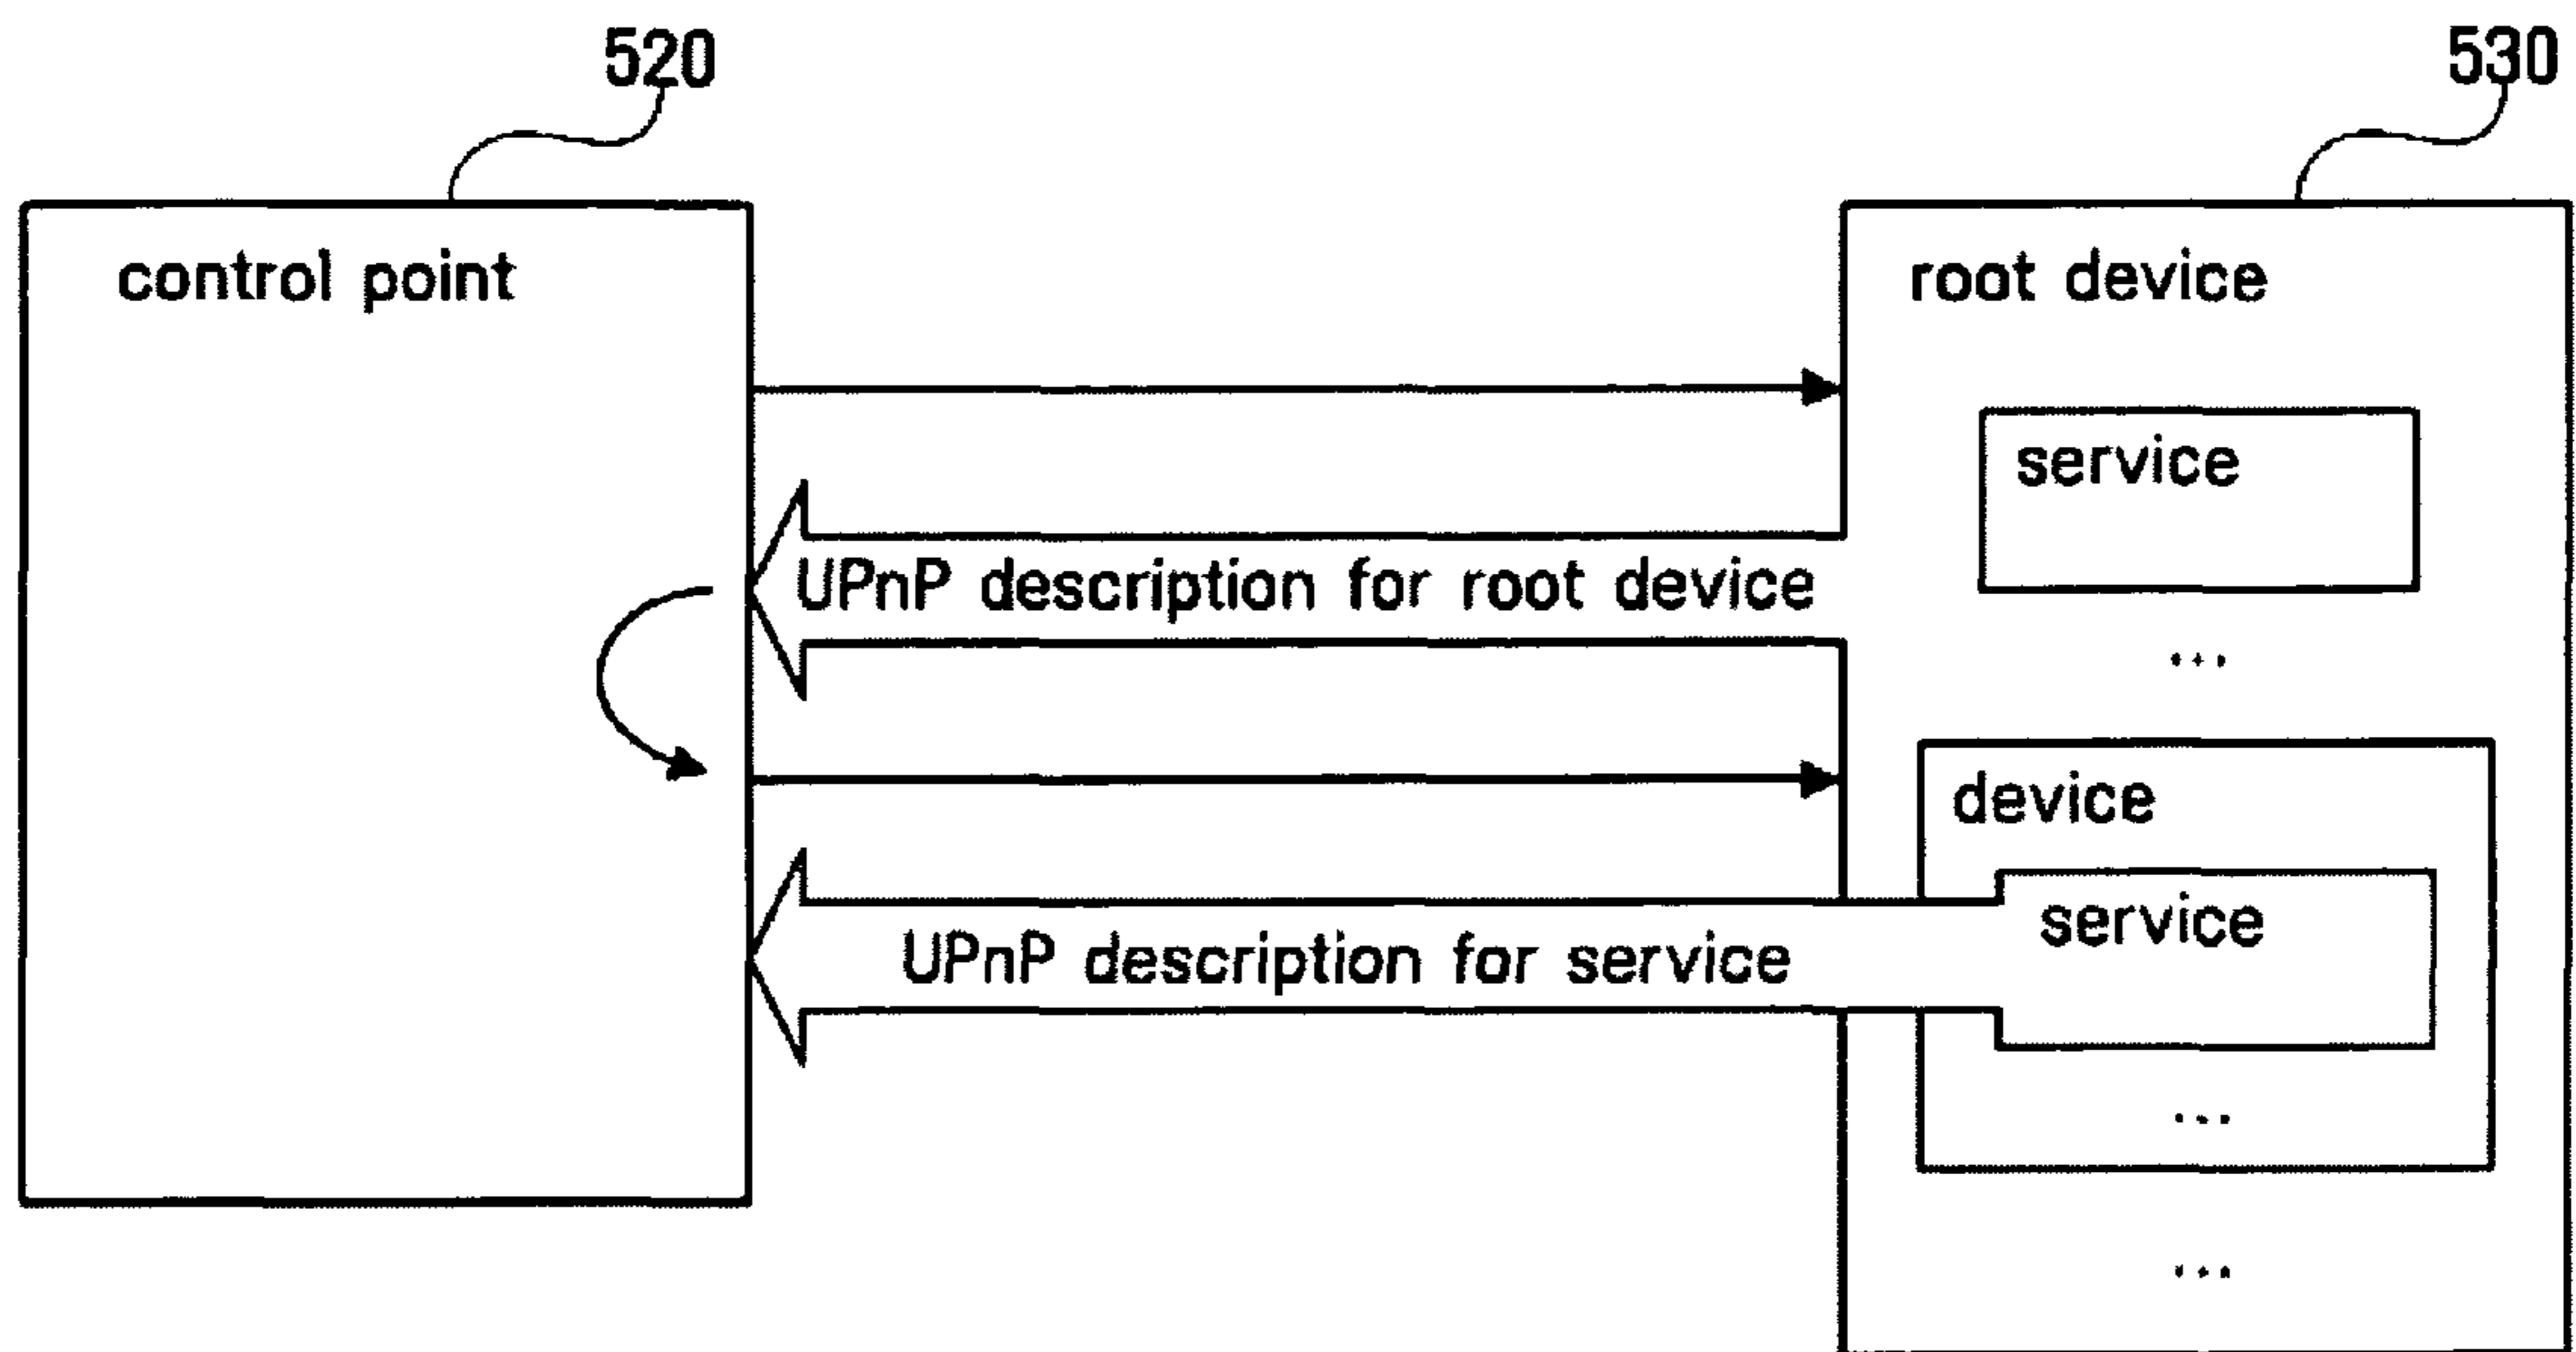 520
530
control point
root device
service
UPnP description for root device
...
device
service
UPnP description for service
...
...